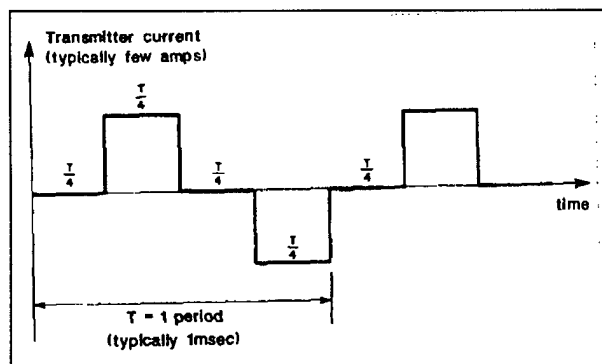 Transmitter current
(typically few amps)
T/4
T/4
T/4
T/4
T/4
time
T = 1 period
(typically 1msec)